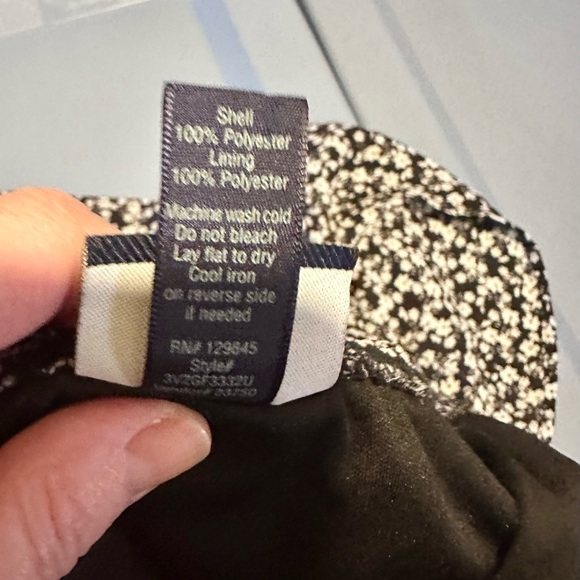 Shell
100% Polyester
Lining
100% Polyester
Machine wash cold
Do not bleach
Lay flat to dry
Cool iron
on reverse side
if needed
RN# 129845
Style#
3VZGF3332U